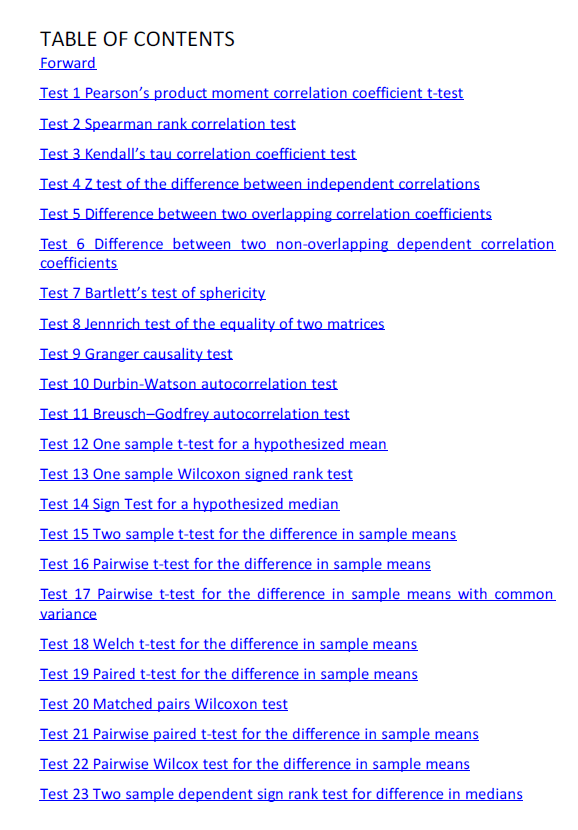 TABLE OF CONTENTS
Forward
Test 1 Pearson’s product moment correlation coefficient t-test
Test 2 Spearman rank correlation test
Test 3 Kendall’s tau correlation coefficient test
Test 4 Z test of the difference between independent correlations
Test 5 Difference between two overlapping correlation coefficients
Test 6 Difference between two non-overlapping dependent correlation
coefficients
Test 7 Bartlett’s test of sphericity
Test 8 Jennrich test of the equality of two matrices
Test 9 Granger causality test
Test 10 Durbin-Watson autocorrelation test
Test 11 Breusch–Godfrey autocorrelation test
Test 12 One sample t-test for a hypothesized mean
Test 13 One sample Wilcoxon signed rank test
Test 14 Sign Test for a hypothesized median
Test 15 Two sample t-test for the difference in sample means
Test 16 Pairwise t-test for the difference in sample means
Test 17 Pairwise t-test for the difference in sample means with common
variance
Test 18 Welch t-test for the difference in sample means
Test 19 Paired t-test for the difference in sample means
Test 20 Matched pairs Wilcoxon test
Test 21 Pairwise paired t-test for the difference in sample means
Test 22 Pairwise Wilcox test for the difference in sample means
Test 23 Two sample dependent sign rank test for difference in medians